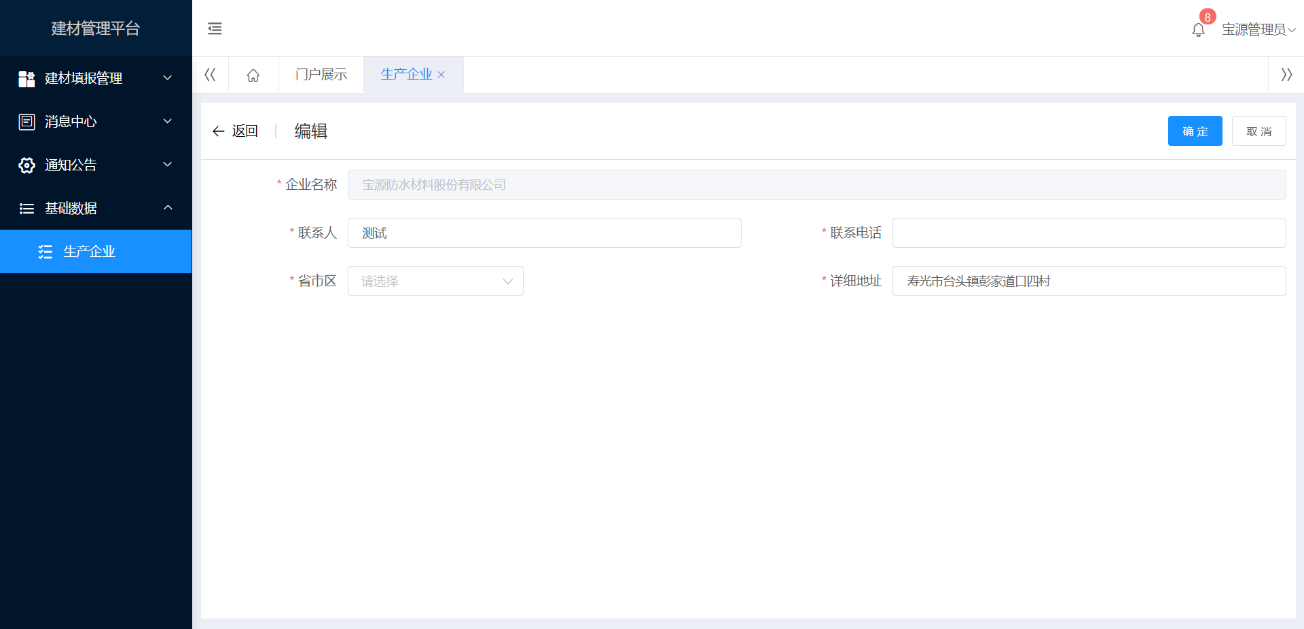 建材管理平台
8
宝源管理员
建材填报管理
消息中心
通知公告
基础数据
生产企业
门户展示
生产企业 ×
返回
编辑
确 定
取 消
* 企业名称
宝源防水材料股份有限公司
* 联系人
测试
* 联系电话
* 省市区
请选择
* 详细地址
寿光市台头镇彭家道口四村